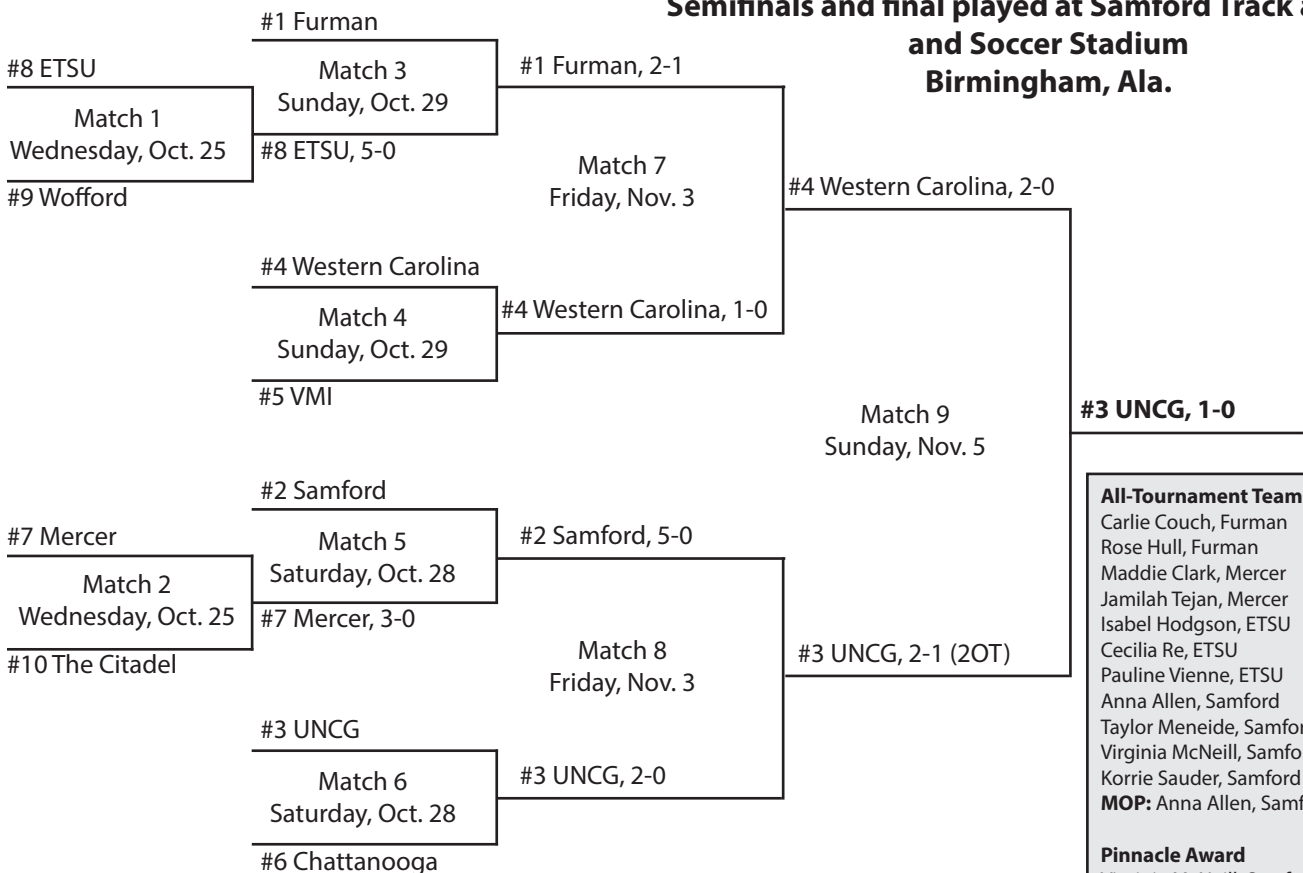 Semifinals and final played at Samford Track
and Soccer Stadium
Birmingham, Ala.
#1 Furman
#8 ETSU
Match 3
Sunday, Oct. 29
#1 Furman, 2-1
Match 1
Wednesday, Oct. 25
#8 ETSU, 5-0
#9 Wofford
Match 7
Friday, Nov. 3
#4 Western Carolina, 2-0
#4 Western Carolina
Match 4
Sunday, Oct. 29
#4 Western Carolina, 1-0
#5 VMI
Match 9
Sunday, Nov. 5
#3 UNCG, 1-0
#2 Samford
#7 Mercer
Match 5
Saturday, Oct. 28
#2 Samford, 5-0
Match 2
Wednesday, Oct. 25
#7 Mercer, 3-0
#10 The Citadel
Match 8
Friday, Nov. 3
#3 UNCG, 2-1 (2OT)
#3 UNCG
Match 6
Saturday, Oct. 28
#3 UNCG, 2-0
#6 Chattanooga
All-Tournament Team
Carlie Couch, Furman
Rose Hull, Furman
Maddie Clark, Mercer
Jamilah Tejan, Mercer
Isabel Hodgson, ETSU
Cecilia Re, ETSU
Pauline Vienne, ETSU
Anna Allen, Samford
Taylor Meneide, Samfor
Virginia McNeill, Samfo
Korrie Sauder, Samford
MOP: Anna Allen, Samf
Pinnacle Award